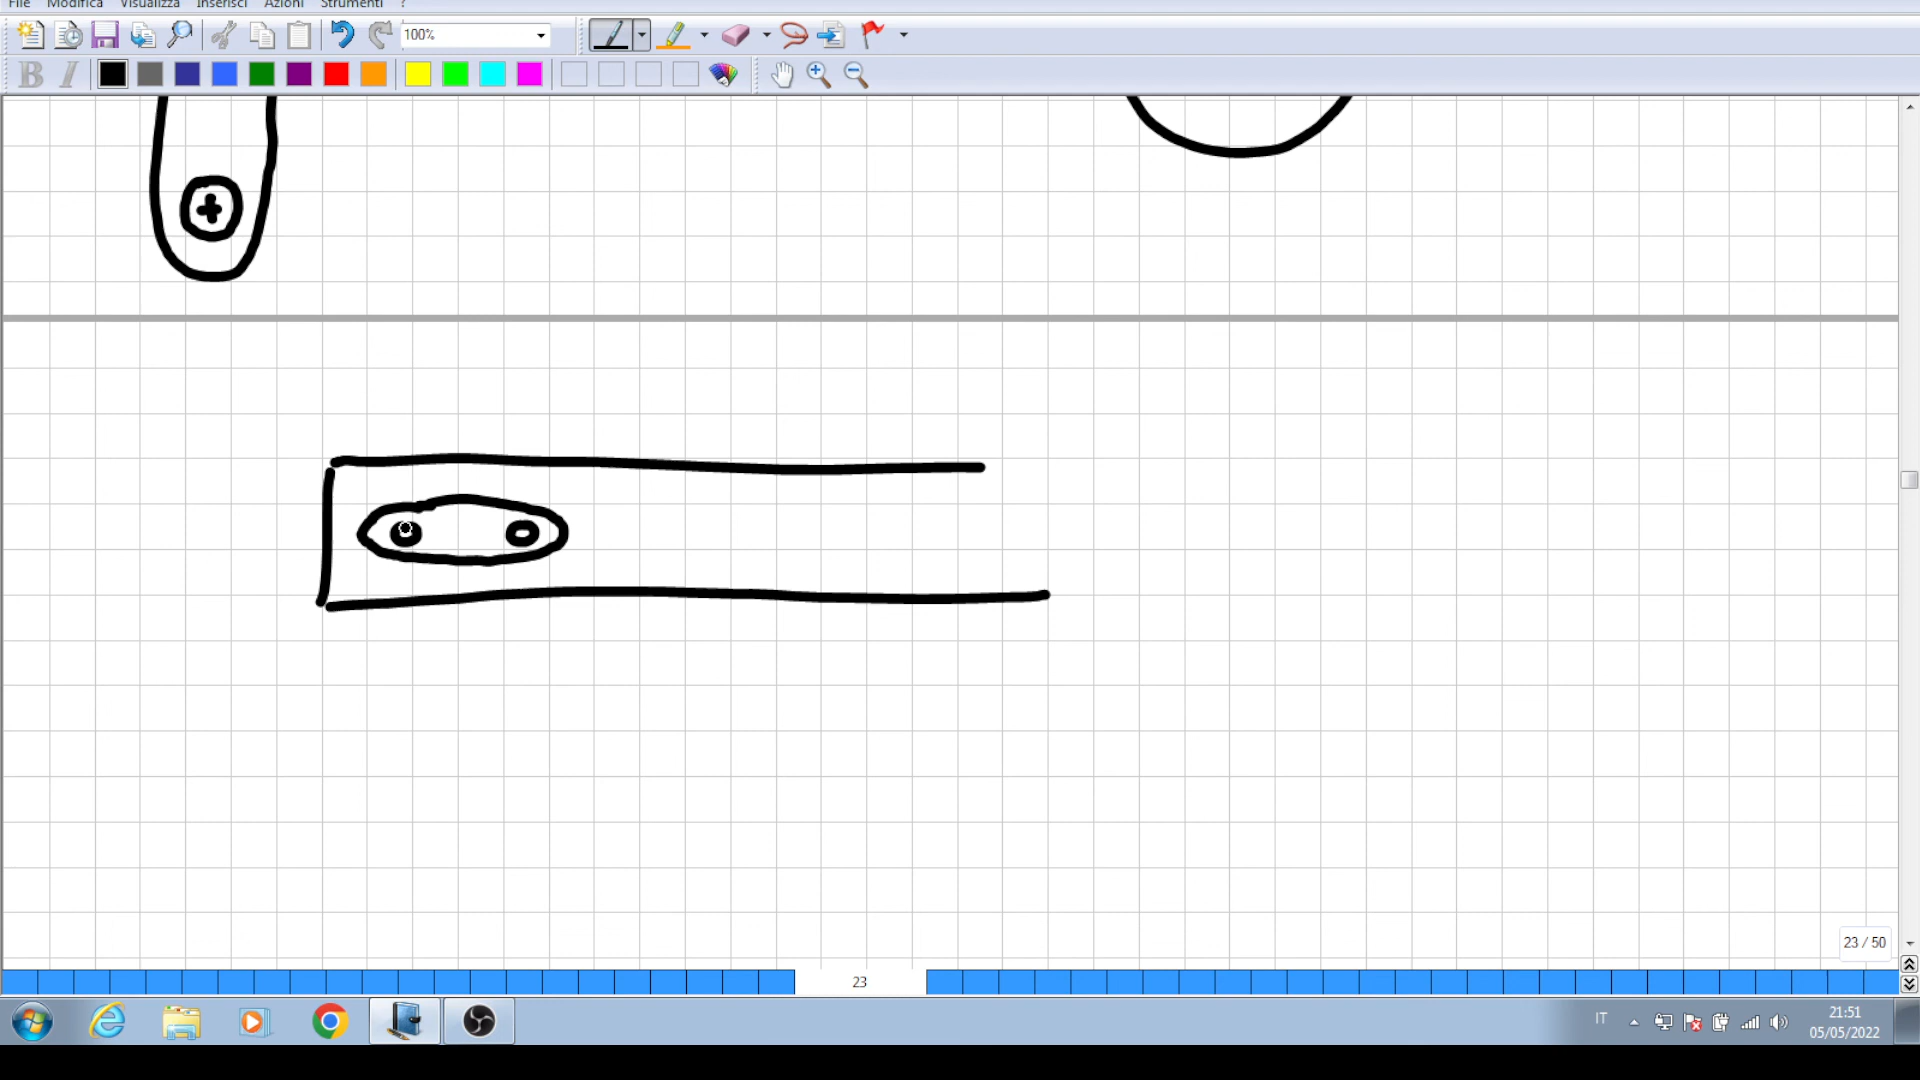 File Modifica Visualizza Inserisci Azioni Strumenti ?
100%
B I
23 / 50
23
IT
21:51
05/05/2022